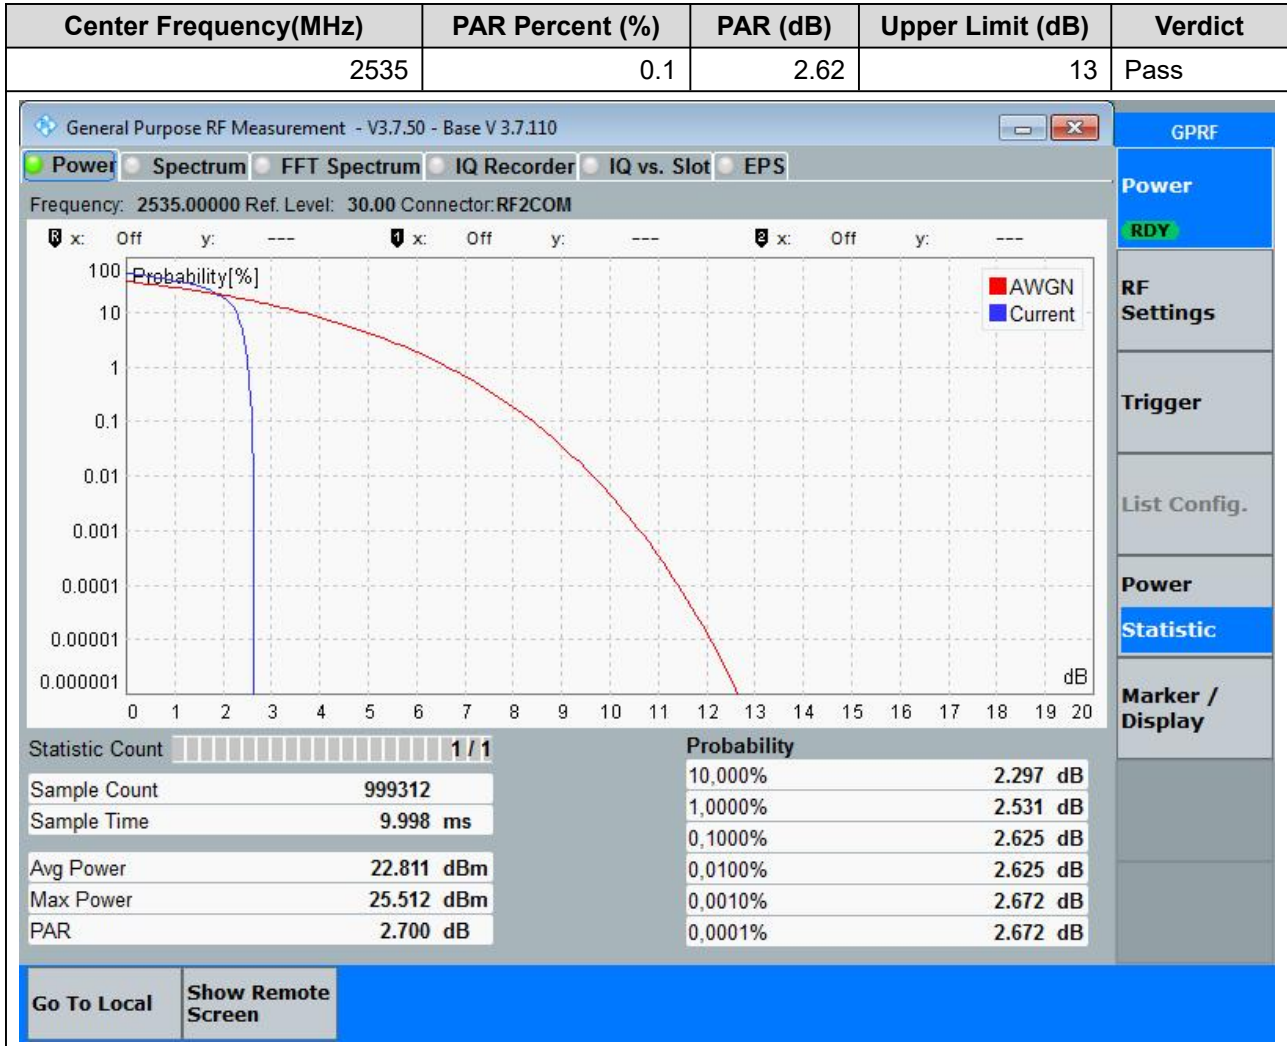 Center Frequency(MHz) PAR Percent (%) PAR (dB) Upper Limit (dB) Verdict
2535 0.1 2.62 13 Pass
General Purpose RF Measurement - V3.7.50 - Base V 3.7.110
GPRF
Power Spectrum FFT Spectrum IQ Recorder IQ vs. Slot EPS
Frequency: 2535.00000 Ref. Level: 30.00 Connector:RF2COM
R x: Off y: --- 1 x: Off y: --- 2 x: Off y: ---
Probability[%]
100
10
1
0.1
0.01
0.001
0.0001
0.00001
0.000001
AWGN
Current
dB
0 1 2 3 4 5 6 7 8 9 10 11 12 13 14 15 16 17 18 19 20
Statistic Count 1 / 1
Sample Count 999312
Sample Time 9.998 ms
Avg Power 22.811 dBm
Max Power 25.512 dBm
PAR 2.700 dB
Probability
10,000% 2.297 dB
1,0000% 2.531 dB
0,1000% 2.625 dB
0,0100% 2.625 dB
0,0010% 2.672 dB
0,0001% 2.672 dB
Power
RDY
RF
Settings
Trigger
List Config.
Power
Statistic
Marker /
Display
Go To Local
Show Remote
Screen